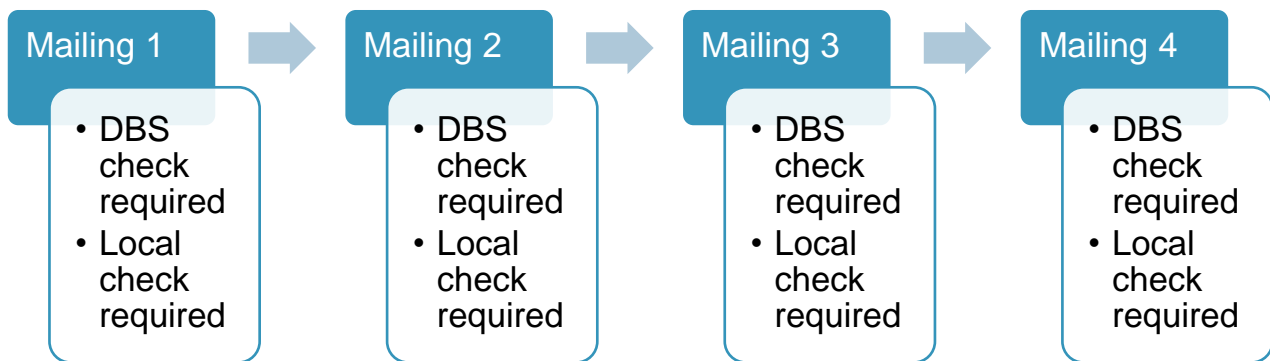 Mailing 1
• DBS
check
required
• Local
check
required
Mailing 2
• DBS
check
required
• Local
check
required
Mailing 3
• DBS
check
required
• Local
check
required
Mailing 4
• DBS
check
required
• Local
check
required